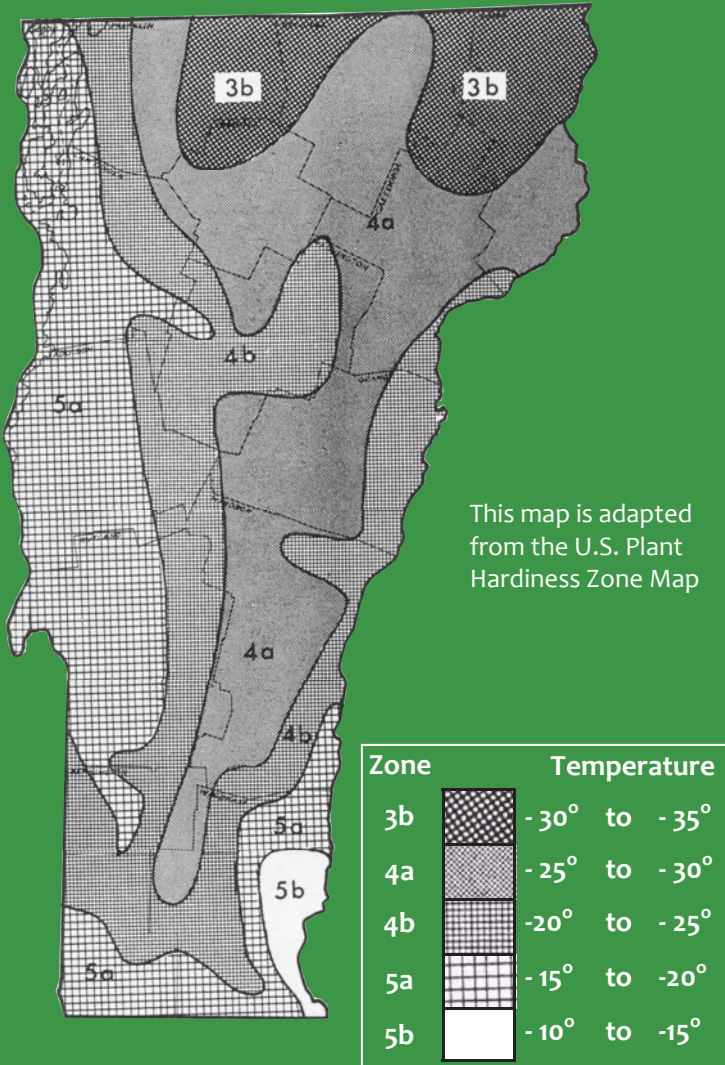 3b
3b
4a
4b
5a
This map is adapted
from the U.S. Plant
Hardiness Zone Map
4a
4b
5a
5b
5a
Zone Temperature
3b - 30° to - 35°
4a - 25° to - 30°
4b -20° to - 25°
5a - 15° to -20°
5b - 10° to -15°